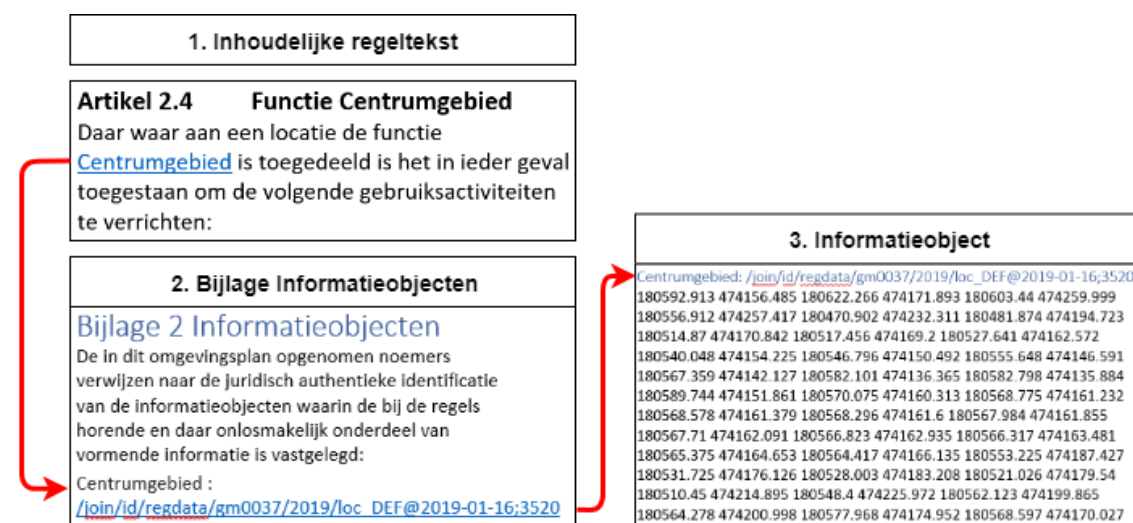 1. Inhoudelijke regeltekst
Artikel 2.4 Functie Centrumgebied
Daar waar aan een locatie de functie
Centrumgebied is toegedeeld is het in ieder geval
toegestaan om de volgende gebruiksactiviteiten
te verrichten:
2. Bijlage Informatieobjecten
Bijlage 2 Informatieobjecten
De in dit omgevingsplan opgenomen noemers
verwijzen naar de juridisch authentieke identificatie
van de informatieobjecten waarin de bij de regels
horende en daar onlosmakelijk onderdeel van
vormende informatie is vastgelegd:
Centrumgebied :
/join/id/regdata/gm0037/2019/loc_DEF@2019-01-16;3520
3. Informatieobject
Centrumgebied: /join/id/regdata/gm0037/2019/loc_DEF@2019-01-16;3520
180592.913 474156.485 180622.266 474171.893 180603.44 474259.999
180556.912 474257.417 180470.902 474232.311 180481.874 474194.723
180514.87 474170.842 180517.456 474169.2 180527.641 474162.572
180540.048 474154.225 180546.796 474150.492 180555.648 474146.591
180567.359 474142.127 180582.101 474136.365 180582.798 474135.884
180589.744 474151.861 180570.075 474160.313 180568.775 474161.232
180568.578 474161.379 180568.296 474161.6 180567.984 474161.855
180567.71 474162.091 180566.823 474162.935 180566.317 474163.481
180565.375 474164.653 180564.417 474166.135 180553.225 474187.427
180531.725 474176.126 180528.003 474183.208 180521.026 474179.54
180510.45 474214.895 180548.4 474225.972 180562.123 474199.865
180564.278 474200.998 180577.968 474174.952 180568.597 474170.027